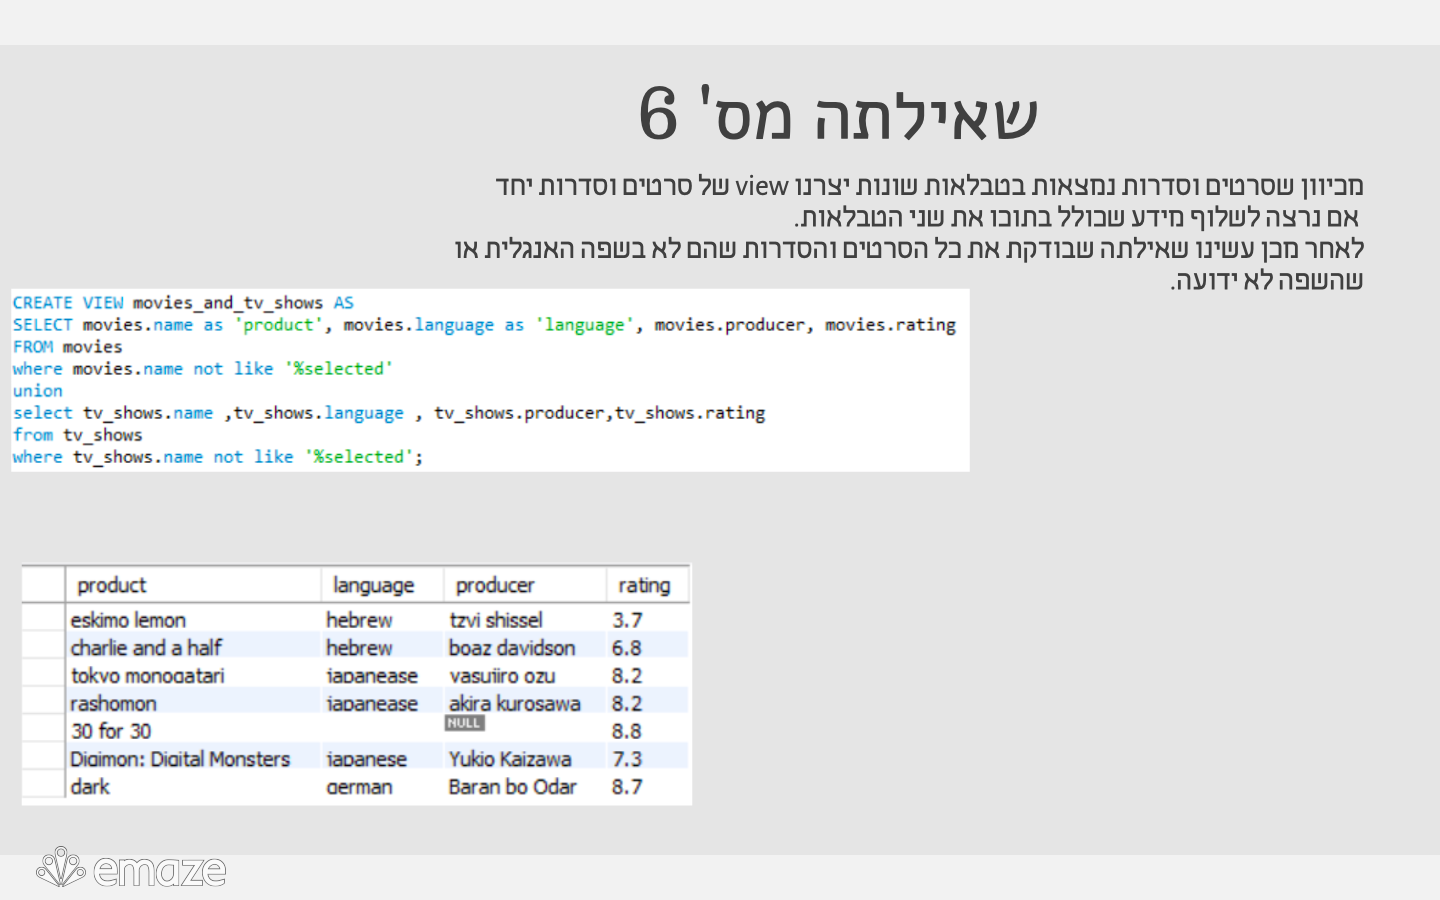 שאילתה מס' 6
מכיוון שסרטים וסדרות נמצאות בטבלאות שונות יצרנו view של סרטים וסדרות יחד
אם נרצה לשלוף מידע שכולל בתוכו את שני הטבלאות.
לאחר מכן עשינו שאילתה שבודקת את כל הסרטים והסדרות שהם לא בשפה האנגלית או
שהשפה לא ידועה.
CREATE VIEW movies_and_tv_shows AS
SELECT movies.name as 'product', movies.language as 'language', movies.producer, movies.rating
FROM movies
where movies.name not like '%selected'
union
select tv_shows.name ,tv_shows.language , tv_shows.producer,tv_shows.rating
from tv_shows
where tv_shows.name not like '%selected';
product language producer rating
eskimo lemon hebrew tzvi shissel 3.7
charlie and a half hebrew boaz davidson 6.8
tokyo monogatari japanease yasujiro ozu 8.2
rashomon japanease akira kurosawa 8.2
30 for 30 NULL 8.8
Digimon: Digital Monsters japanese Yukio Kaizawa 7.3
dark german Baran bo Odar 8.7
emaze